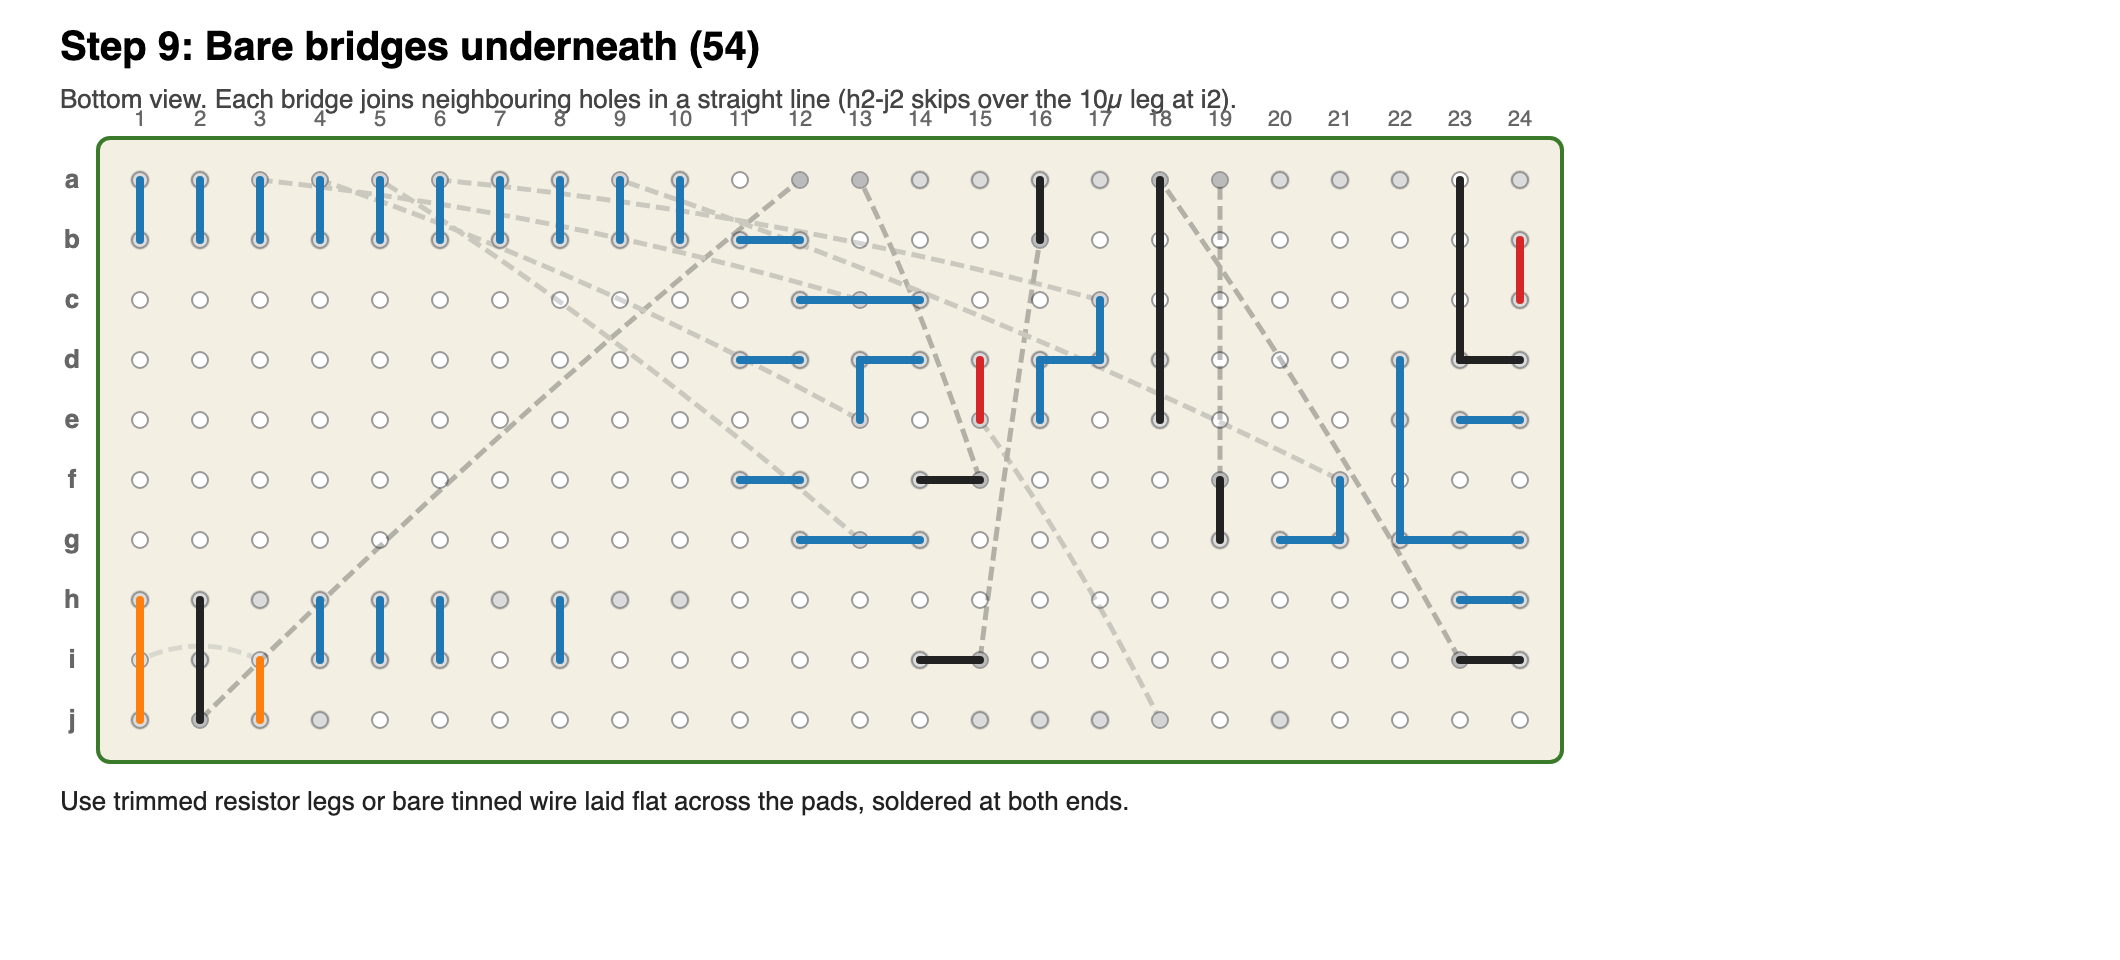 Step 9: Bare bridges underneath (54)
Bottom view. Each bridge joins neighbouring holes in a straight line (h2-j2 skips over the 10µ leg at i2).
1 2 3 4 5 6 7 8 9 10 11 12 13 14 15 16 17 18 19 20 21 22 23 24
a
b
c
d
e
f
g
h
i
j
Use trimmed resistor legs or bare tinned wire laid flat across the pads, soldered at both ends.